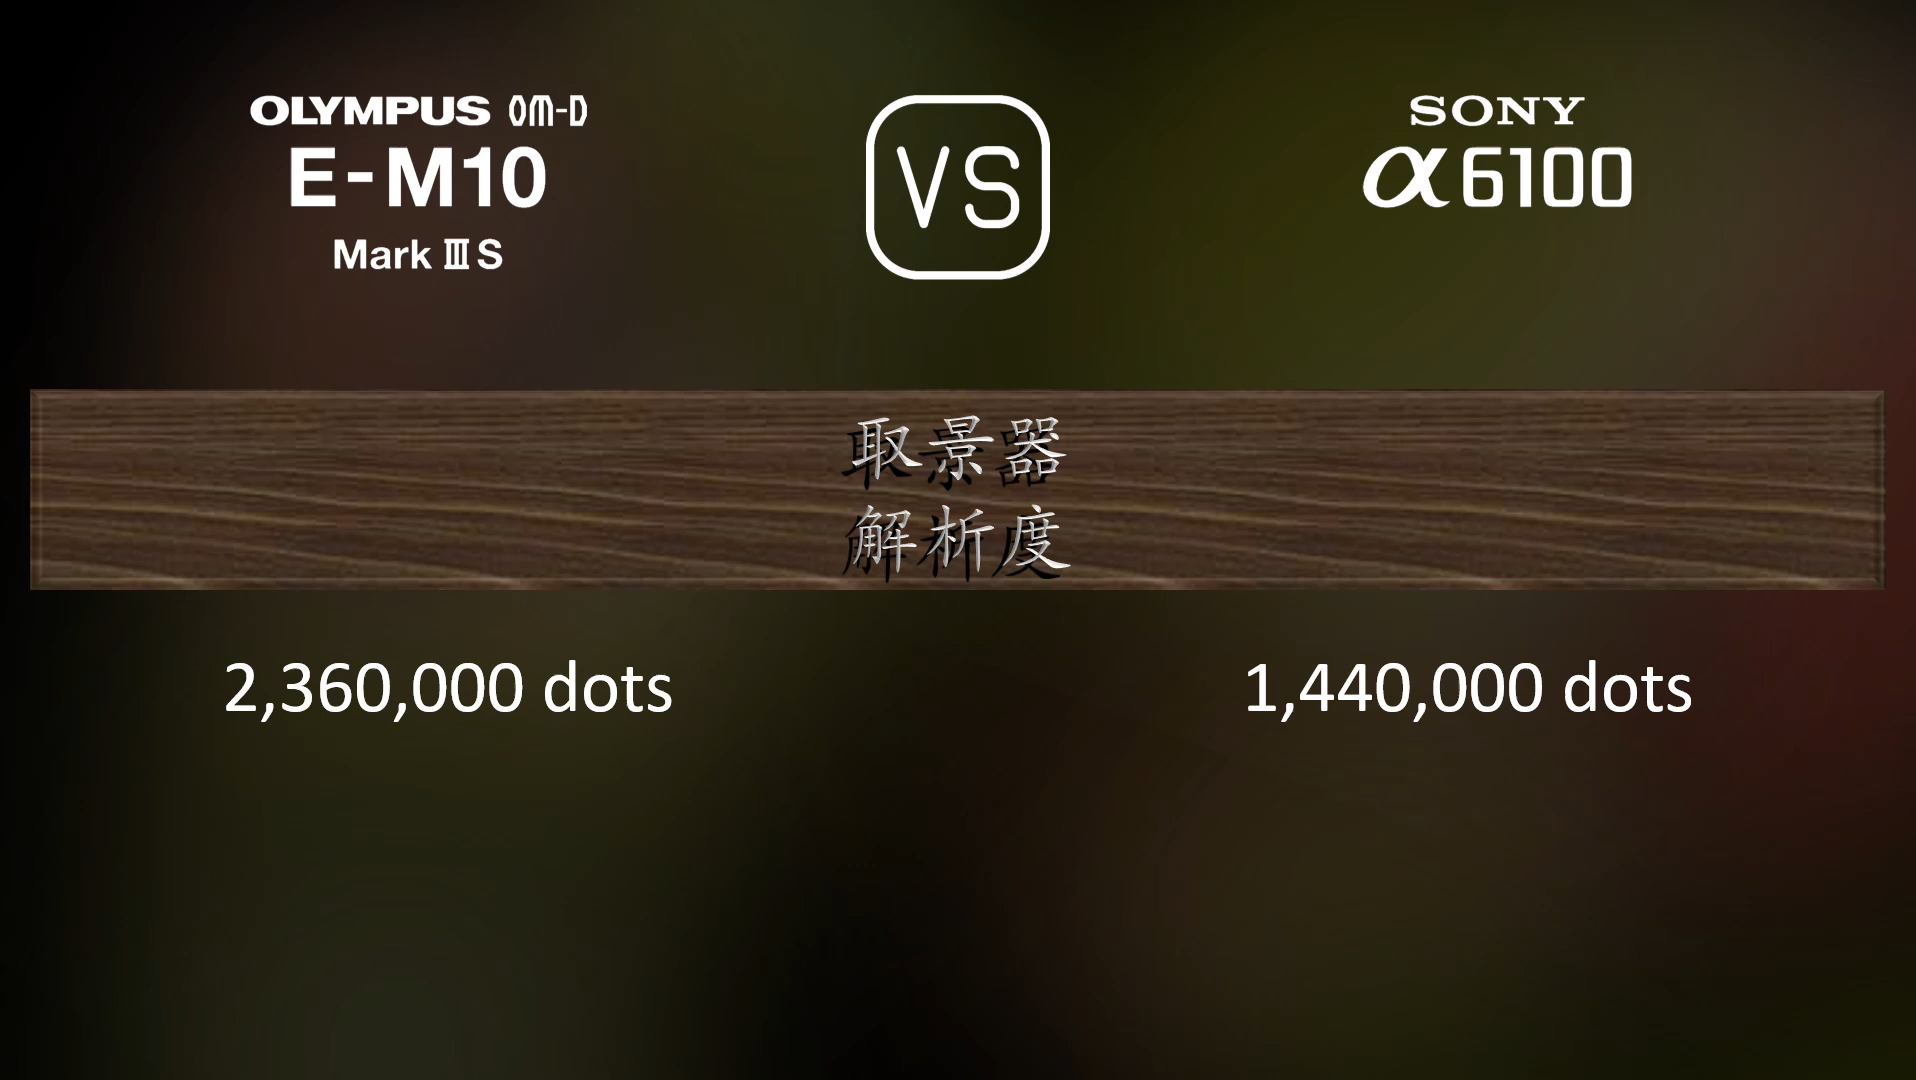 OLYMPUS OM-D
E-M10
Mark III S
VS
SONY
α6100
取景器
解析度
2,360,000 dots
1,440,000 dots